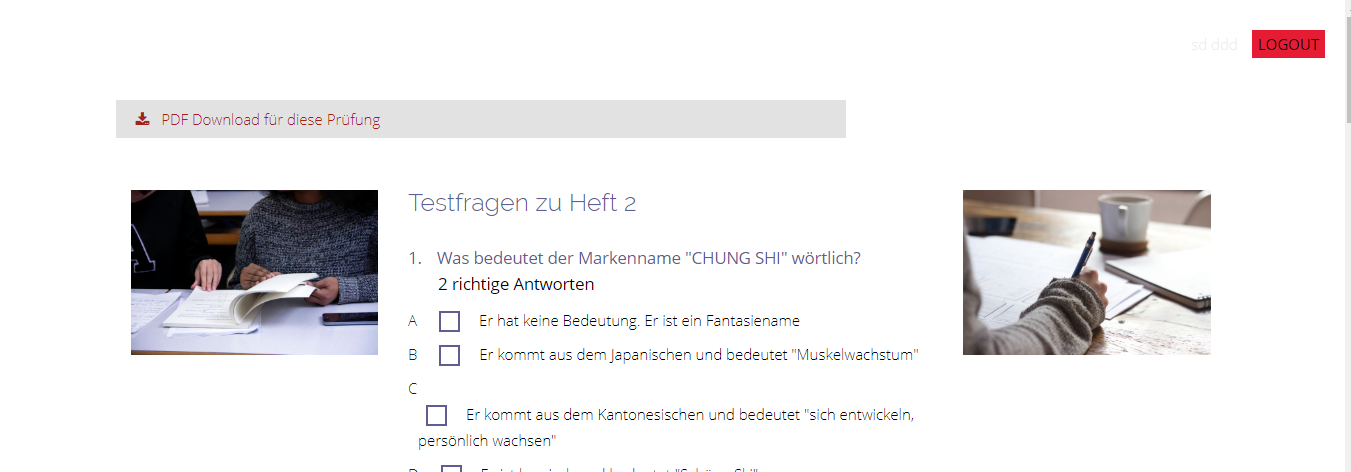 sd ddd LOGOUT
PDF Download für diese Prüfung
Testfragen zu Heft 2
1. Was bedeutet der Markenname "CHUNG SHI" wörtlich?
2 richtige Antworten
A Er hat keine Bedeutung. Er ist ein Fantasiename
B Er kommt aus dem Japanischen und bedeutet "Muskelwachstum"
C
Er kommt aus dem Kantonesischen und bedeutet "sich entwickeln,
persönlich wachsen"